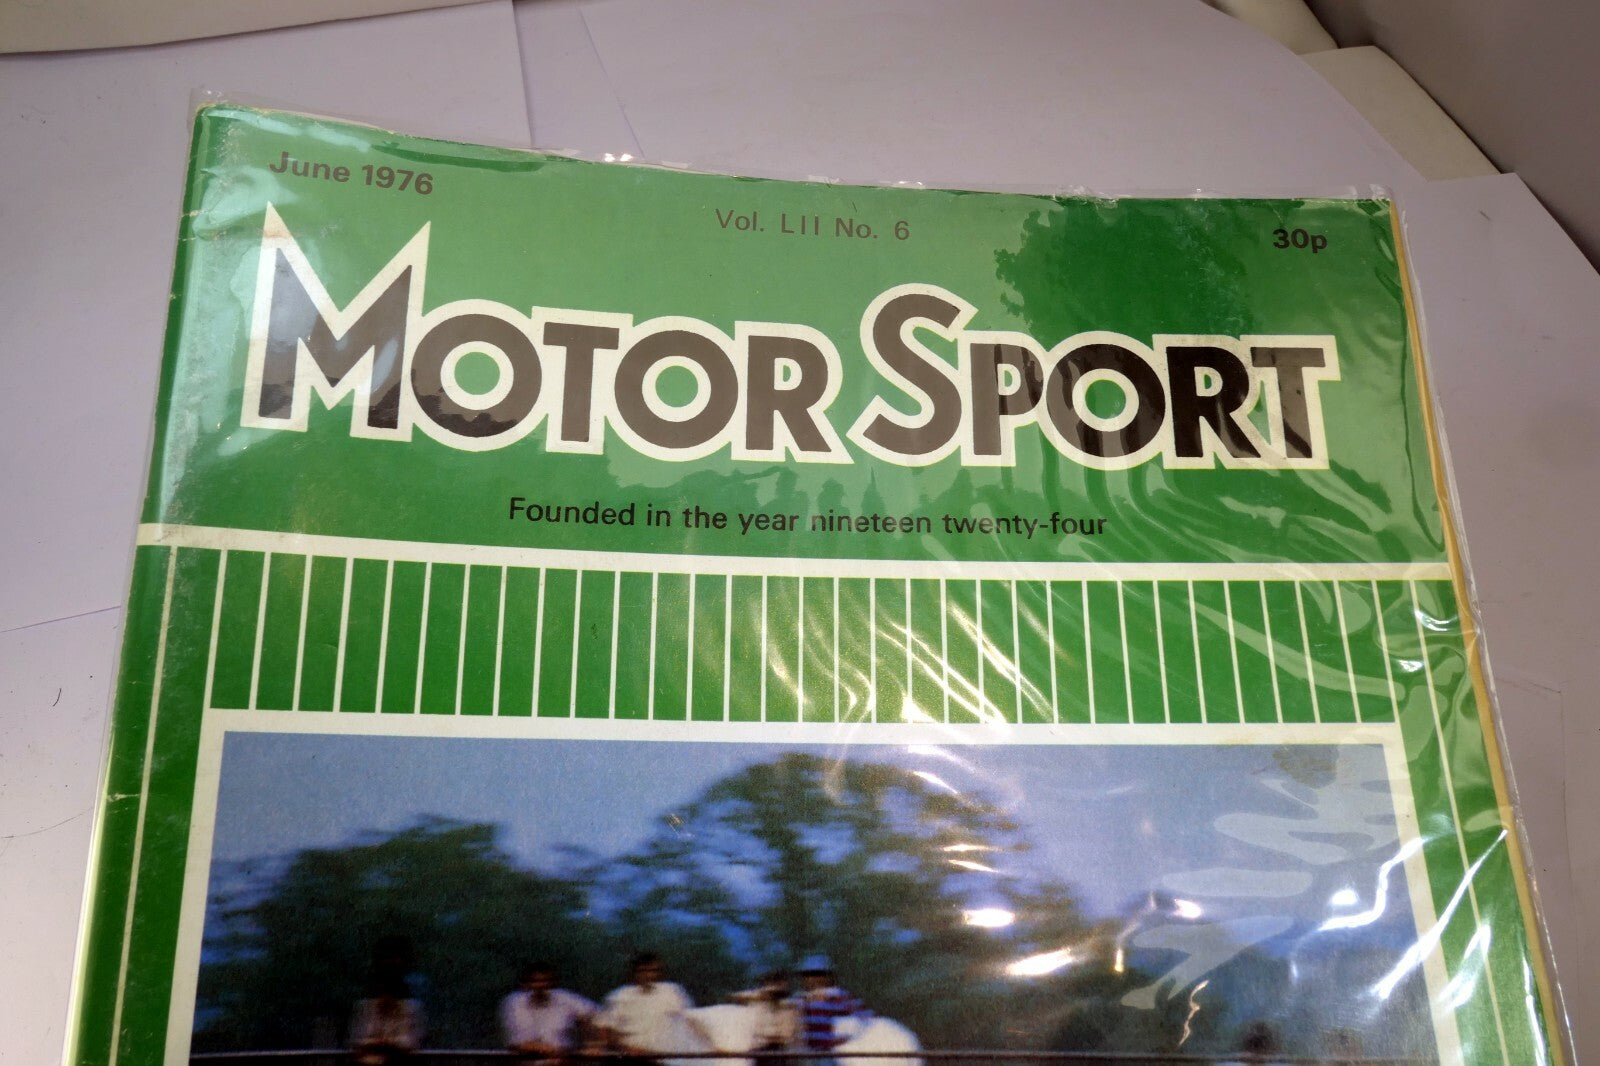 June 1976
Vol. LII No. 6
30p
MOTOR SPORT
Founded in the year nineteen twenty-four